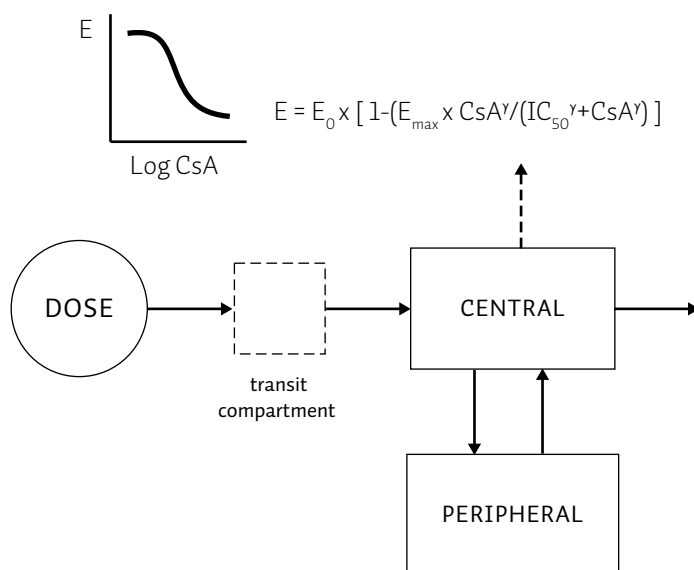 E
E = E₀ x [ 1-(Eₘₐₓ x CsAᵞ/(IC₅₀ᵞ+CsAᵞ) ]
Log CsA
DOSE
CENTRAL
transit
compartment
PERIPHERAL